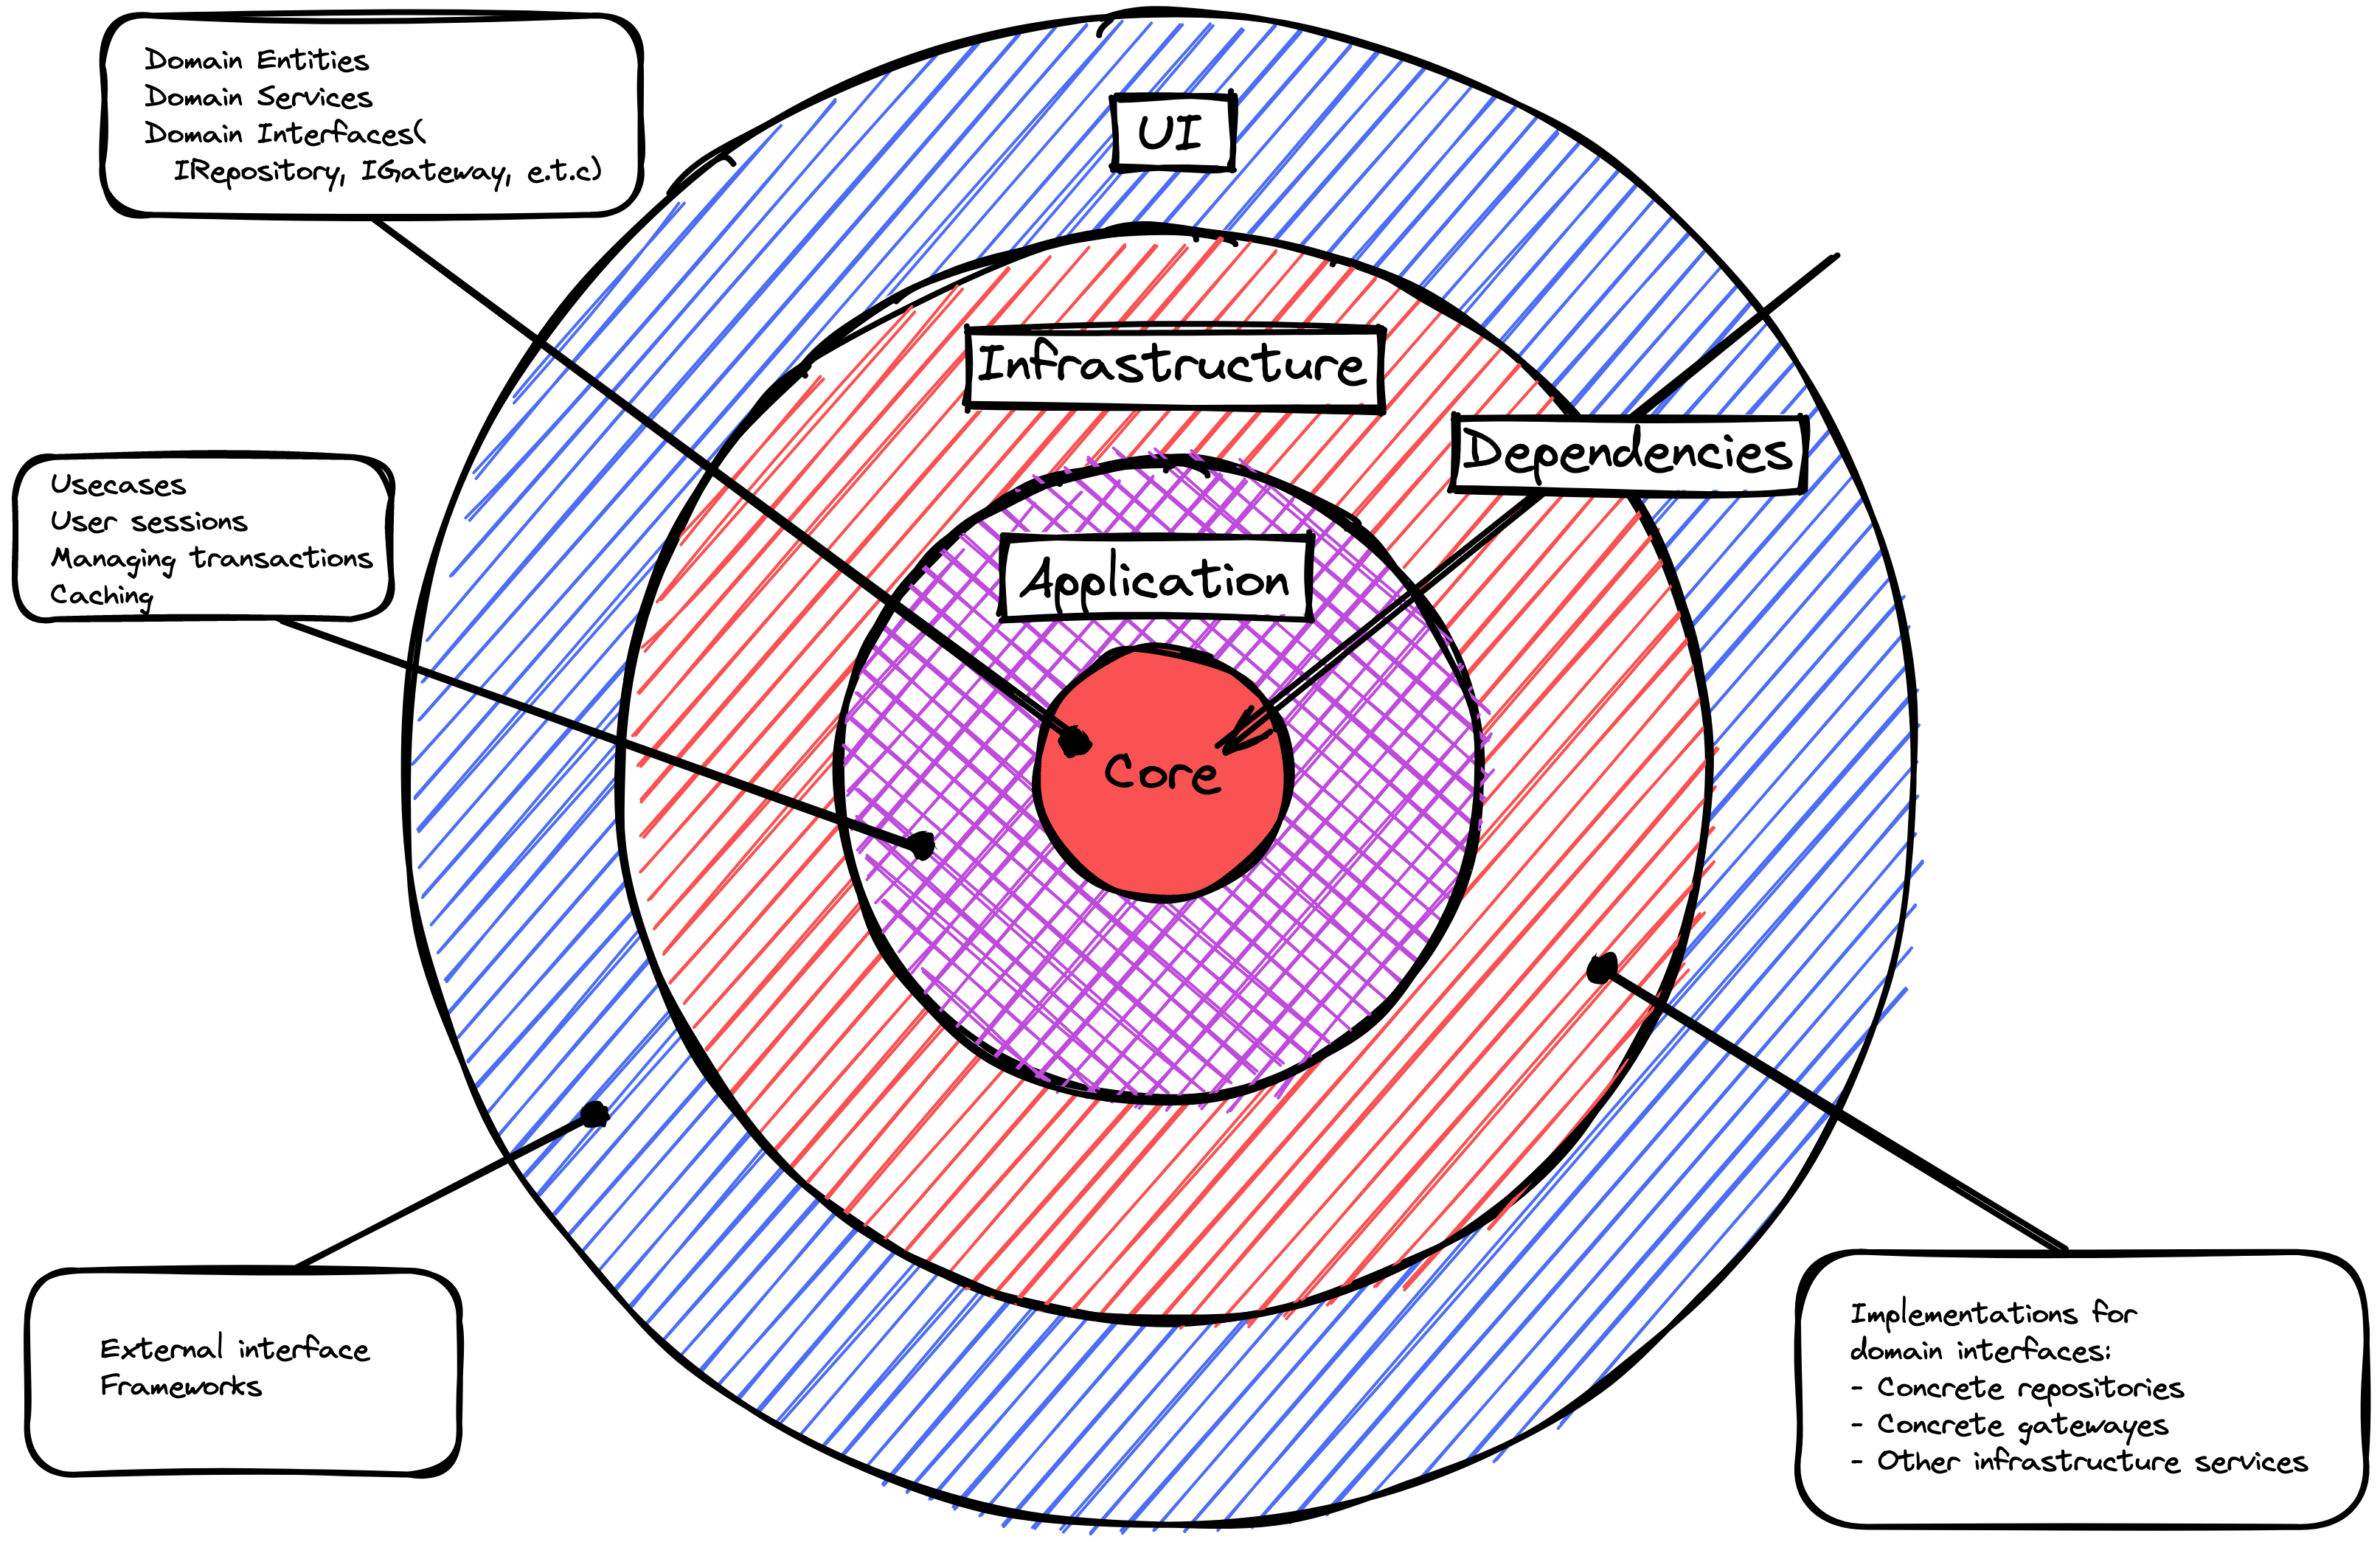 Domain Entities
Domain Services
Domain Interfaces(
IRepository, IGateway, e.t.c)
UI
Infrastructure
Dependencies
Usecases
User sessions
Managing transactions
Caching
Application
Core
External interface
Frameworks
Implementations for
domain interfaces:
- Concrete repositories
- Concrete gatewayes
- Other infrastructure services